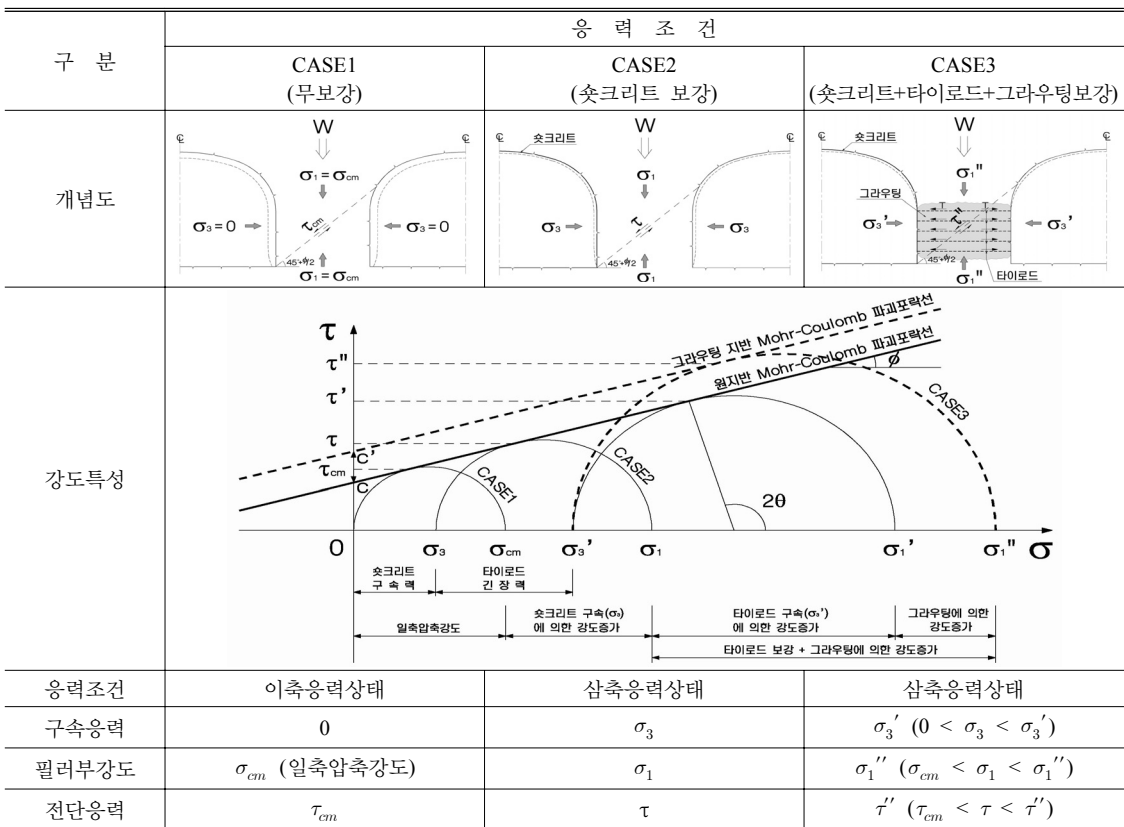 구 분
응 력 조 건
CASE1
(무보강)
CASE2
(숏크리트 보강)
CASE3
(숏크리트+타이로드+그라우팅보강)
개념도
℄ W ℄
σ₁ = σcm
σ₃ = 0 τcm σ₃ = 0
45+φ/2
σ₁ = σcm
℄ 숏크리트 W ℄
σ₁
σ₃ τ σ₃
45+φ/2
σ₁
℄ 숏크리트 W ℄
σ₁"
그라우팅 T T
σ₃' τ" σ₃'
45+φ/2
σ₁" 타이로드
강도특성
τ
τ"
τ'
τ
τcm
C'
C
그라우팅 지반 Mohr-Coulomb 파괴포락선
원지반 Mohr-Coulomb 파괴포락선
φ
CASE1
CASE2
CASE3
2θ
0 σ₃ σcm σ₃' σ₁ σ₁' σ₁" σ
숏크리트
구 속 력
타이로드
긴 장 력
일축압축강도
숏크리트 구속(σ₃)
에 의한 강도증가
타이로드 구속(σ₃')
에 의한 강도증가
그라우팅에 의한
강도증가
타이로드 보강 + 그라우팅에 의한 강도증가
응력조건 이축응력상태 삼축응력상태 삼축응력상태
구속응력 0 σ₃ σ₃′ (0 < σ₃ < σ₃′)
필러부강도 σcm (일축압축강도) σ₁ σ₁′′ (σcm < σ₁ < σ₁′′)
전단응력 τcm τ τ′′ (τcm < τ < τ′′)